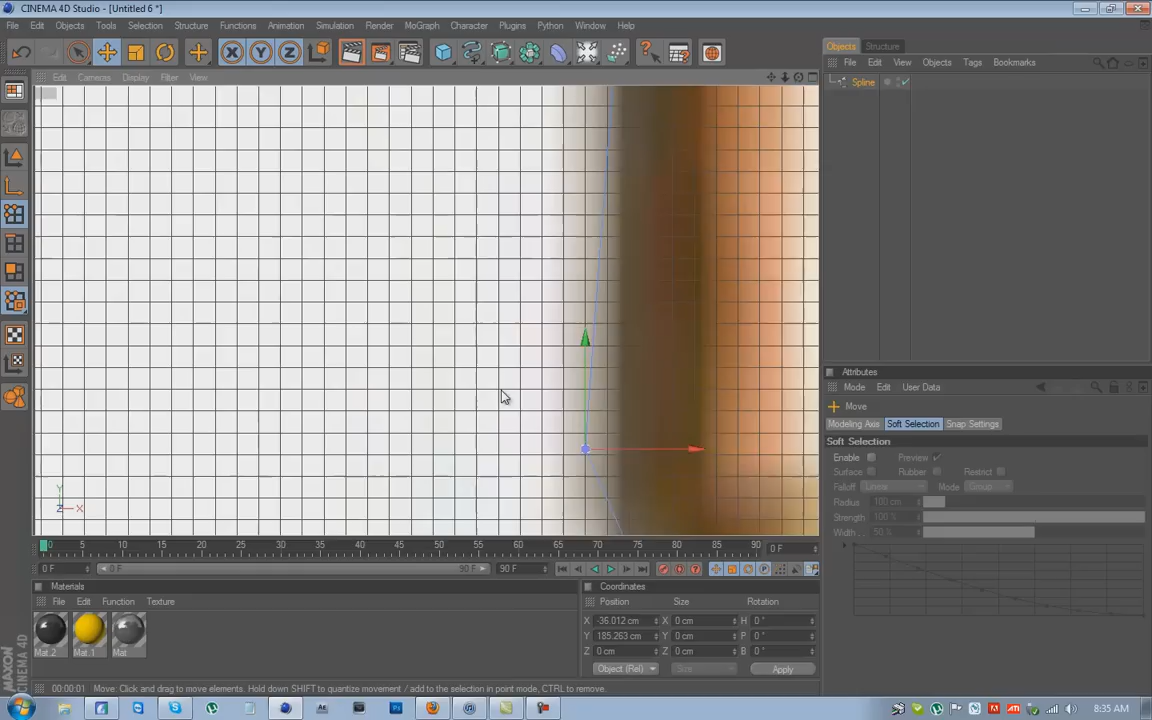 CINEMA 4D Studio - [Untitled 6 *]
File Edit Objects Tools Selection Structure Functions Animation Render Simulation Rendering MoGraph Character Plugins Python Window Help
Edit Cameras Display Filter View
Objects Structure
File Edit View Objects Tags Bookmarks
Spline
Attributes
Mode Edit User Data
Move
Modeling Axis Soft Selection Snap Settings
Soft Selection
Enable Preview
Surface Rubber Restrict
Falloff Linear Mode Group
Radius 100 cm
Strength 100 %
Width . . 50 %
Y
Z X
0 5 10 15 20 25 30 35 40 45 50 55 60 65 70 75 80 85 90 0 F
0 F 0 F 90 F 90 F
Materials
File Edit Function Texture
Mat.2 Mat.1 Mat
Coordinates
Position Size Rotation
X -36.012 cm X 0 cm H 0 °
Y 185.263 cm Y 0 cm P 0 °
Z 0 cm Z 0 cm B 0 °
Object (Rel) Size Apply
MAXON CINEMA 4D
00:00:01 Move: Click and drag to move elements. Hold down SHIFT to quantize movement / add to the selection in point mode, CTRL to remove.
8:35 AM